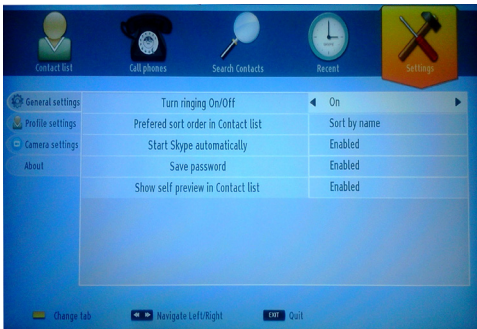 Contact list
Call phones
Search Contacts
Recent
Settings
General settings
Turn ringing On/Off
On
Profile settings
Prefered sort order in Contact list
Sort by name
Camera settings
Start Skype automatically
Enabled
About
Save password
Enabled
Show self preview in Contact list
Enabled
Change tab
Navigate Left/Right
EXIT Quit